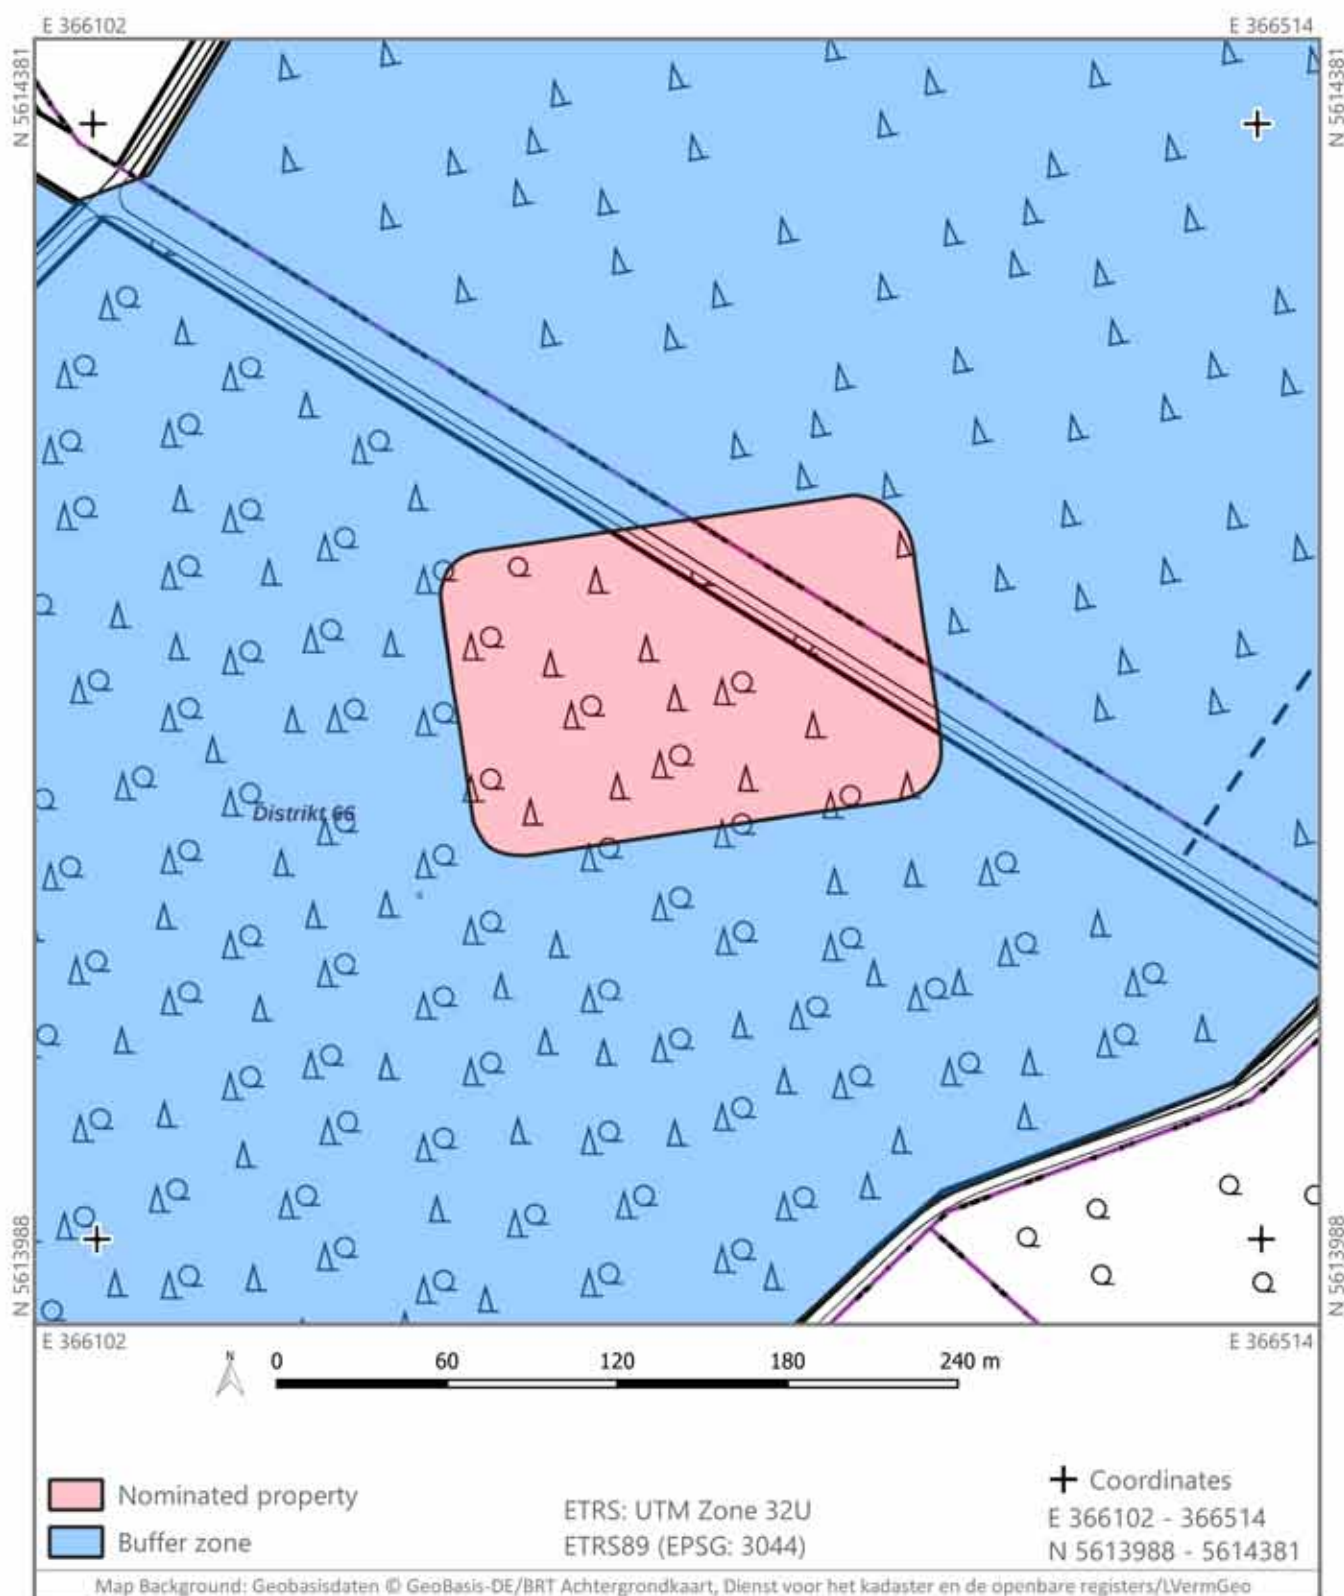 E 366102
E 366514
N 5614381
N 5614381
Distrikt 66
N 5613988
N 5613988
E 366102
E 366514
N
0 60 120 180 240 m
Nominated property
Buffer zone
ETRS: UTM Zone 32U
ETRS89 (EPSG: 3044)
Coordinates
E 366102 - 366514
N 5613988 - 5614381
Map Background: Geobasisdaten © GeoBasis-DE/BRT Achtergrondkaart, Dienst voor het kadaster en de openbare registers/LVermGeo